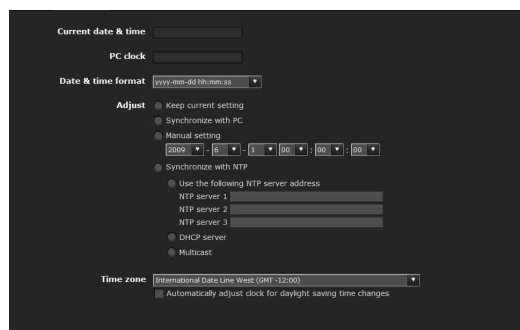 Current date & time
PC clock
Date & time format yyyy-mm-dd hh:mm:ss
Adjust Keep current setting
Synchronize with PC
Manual setting
2009 - 6 - 1 00 : 00 : 00
Synchronize with NTP
Use the following NTP server address
NTP server 1
NTP server 2
NTP server 3
DHCP server
Multicast
Time zone International Date Line West (GMT -12:00)
Automatically adjust clock for daylight saving time changes